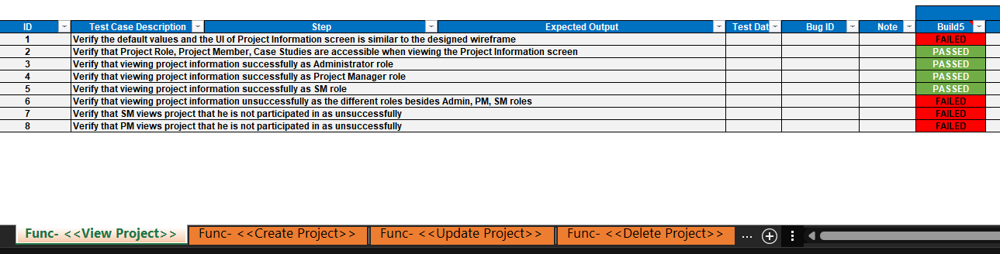 ID Test Case Description Step Expected Output Test Dat Bug ID Note Build5
1 Verify the default values and the UI of Project Information screen is similar to the designed wireframe FAILED
2 Verify that Project Role, Project Member, Case Studies are accessible when viewing the Project Information screen PASSED
3 Verify that viewing project information successfully as Administrator role PASSED
4 Verify that viewing project information successfully as Project Manager role PASSED
5 Verify that viewing project information successfully as SM role PASSED
6 Verify that viewing project information unsuccessfully as the different roles besides Admin, PM, SM roles FAILED
7 Verify that SM views project that he is not participated in as unsuccessfully FAILED
8 Verify that PM views project that he is not participated in as unsuccessfully FAILED
Func- <<View Project>> Func- <<Create Project>> Func- <<Update Project>> Func- <<Delete Project>> ...